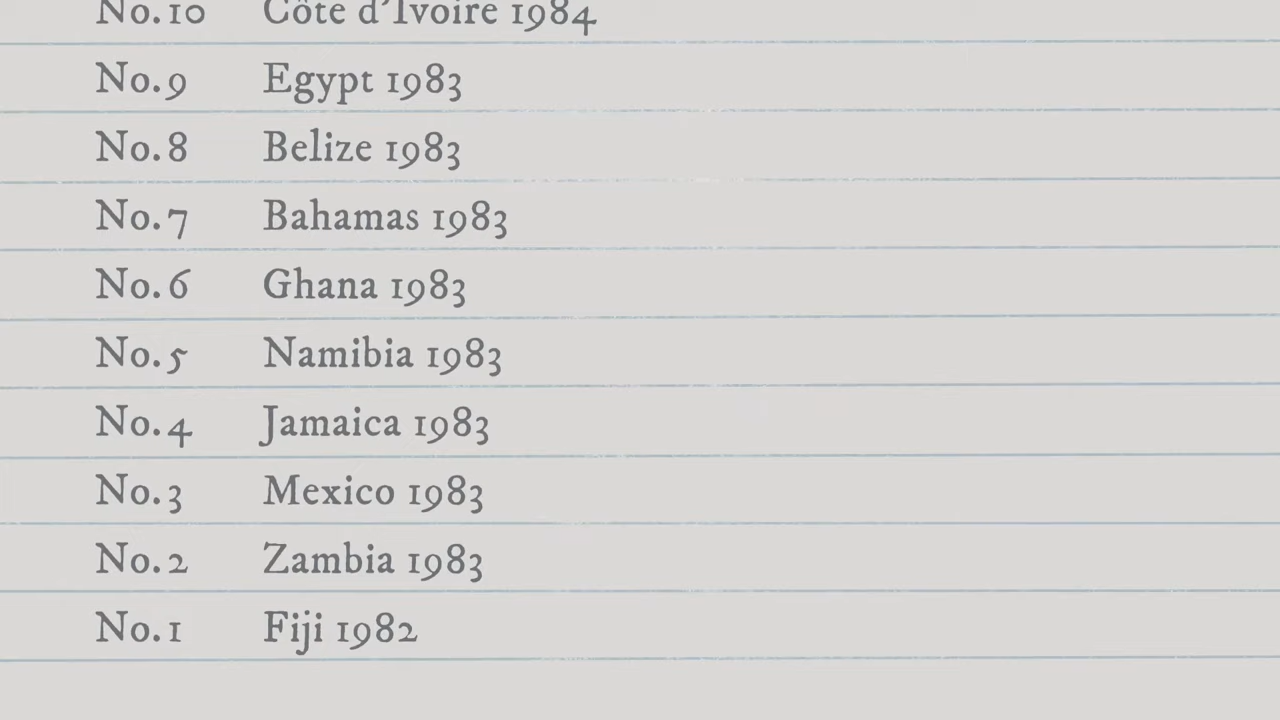 No.10 Côte d'Ivoire 1984
No.9 Egypt 1983
No.8 Belize 1983
No.7 Bahamas 1983
No.6 Ghana 1983
No.5 Namibia 1983
No.4 Jamaica 1983
No.3 Mexico 1983
No.2 Zambia 1983
No.1 Fiji 1982